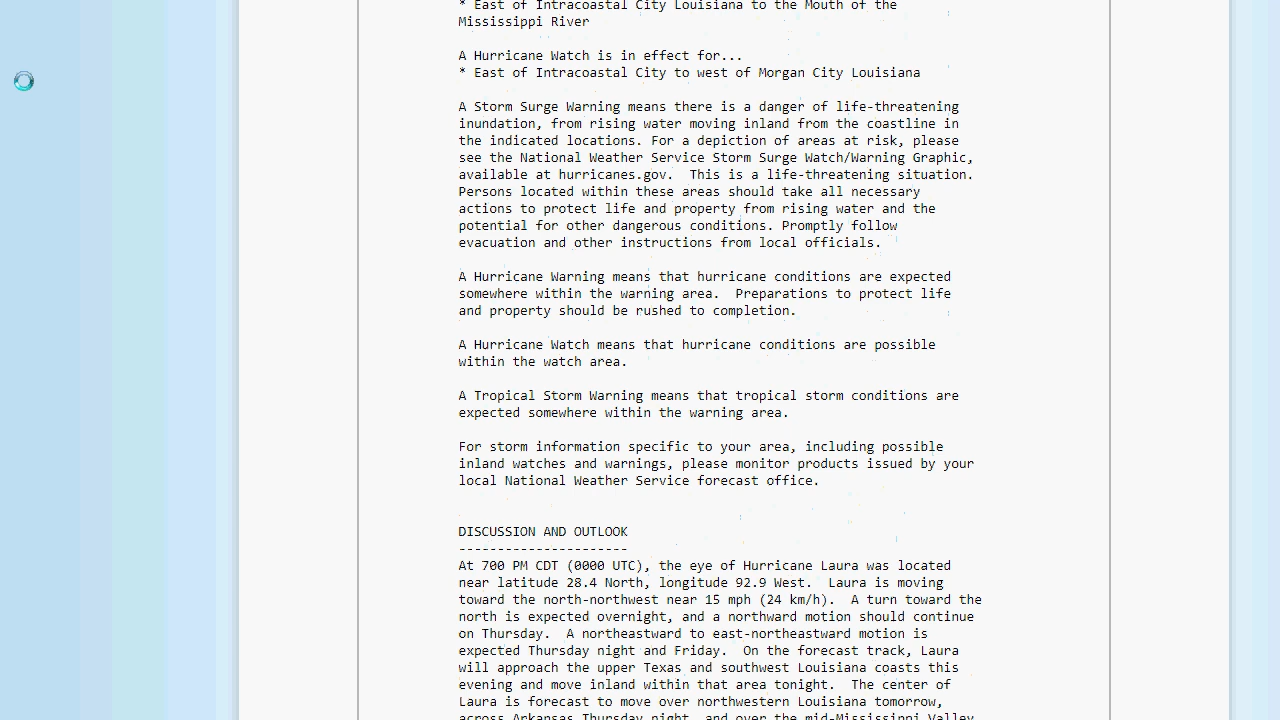 * East of Intracoastal City Louisiana to the Mouth of the
Mississippi River
A Hurricane Watch is in effect for...
* East of Intracoastal City to west of Morgan City Louisiana
A Storm Surge Warning means there is a danger of life-threatening
inundation, from rising water moving inland from the coastline in
the indicated locations. For a depiction of areas at risk, please
see the National Weather Service Storm Surge Watch/Warning Graphic,
available at hurricanes.gov.  This is a life-threatening situation.
Persons located within these areas should take all necessary
actions to protect life and property from rising water and the
potential for other dangerous conditions. Promptly follow
evacuation and other instructions from local officials.
A Hurricane Warning means that hurricane conditions are expected
somewhere within the warning area.  Preparations to protect life
and property should be rushed to completion.
A Hurricane Watch means that hurricane conditions are possible
within the watch area.
A Tropical Storm Warning means that tropical storm conditions are
expected somewhere within the warning area.
For storm information specific to your area, including possible
inland watches and warnings, please monitor products issued by your
local National Weather Service forecast office.
DISCUSSION AND OUTLOOK
----------------------
At 700 PM CDT (0000 UTC), the eye of Hurricane Laura was located
near latitude 28.4 North, longitude 92.9 West.  Laura is moving
toward the north-northwest near 15 mph (24 km/h).  A turn toward the
north is expected overnight, and a northward motion should continue
on Thursday.  A northeastward to east-northeastward motion is
expected Thursday night and Friday.  On the forecast track, Laura
will approach the upper Texas and southwest Louisiana coasts this
evening and move inland within that area tonight.  The center of
Laura is forecast to move over northwestern Louisiana tomorrow,
across Arkansas Thursday night, and over the mid-Mississippi Valley